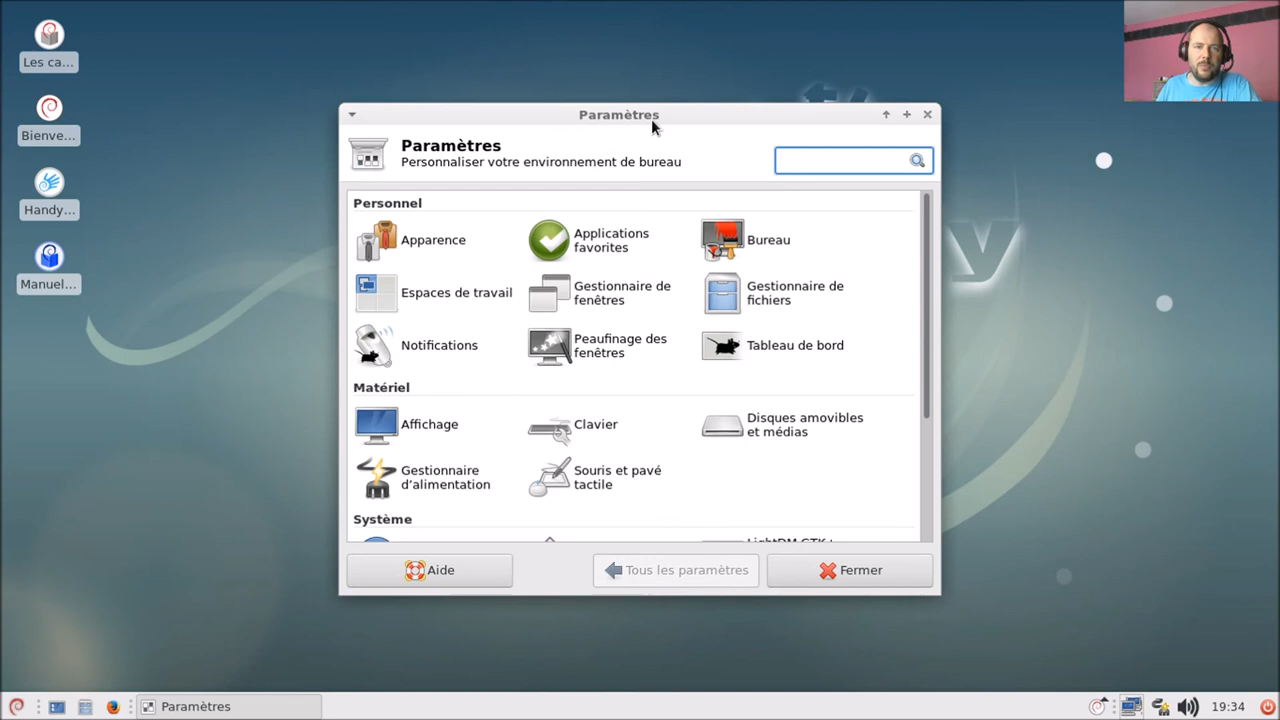 Les ca...
Bienve...
Handy...
Manuel...
Paramètres
Paramètres
Personnaliser votre environnement de bureau
Personnel
Apparence
Applications
favorites
Bureau
Espaces de travail
Gestionnaire de
fenêtres
Gestionnaire de
fichiers
Notifications
Peaufinage des
fenêtres
Tableau de bord
Matériel
Affichage
Clavier
Disques amovibles
et médias
Gestionnaire
d’alimentation
Souris et pavé
tactile
Système
LightDM GTK+
Aide
Tous les paramètres
Fermer
y
Paramètres
19:34